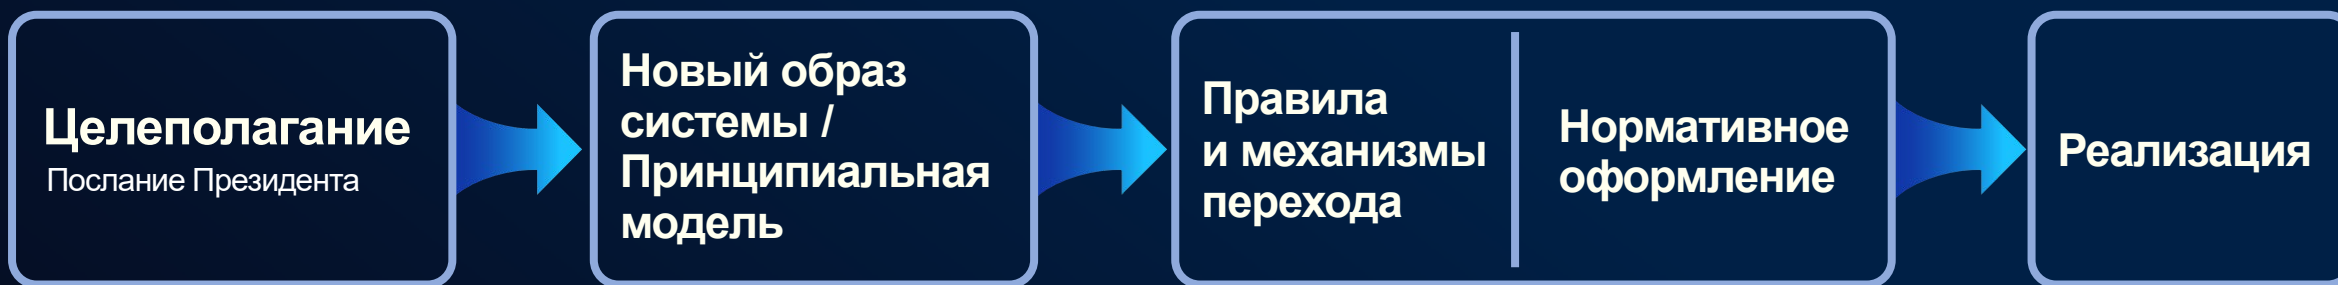 Целеполагание
Послание Президента
Новый образ
системы /
Принципиальная
модель
Правила
и механизмы
перехода
Нормативное
оформление
Реализация